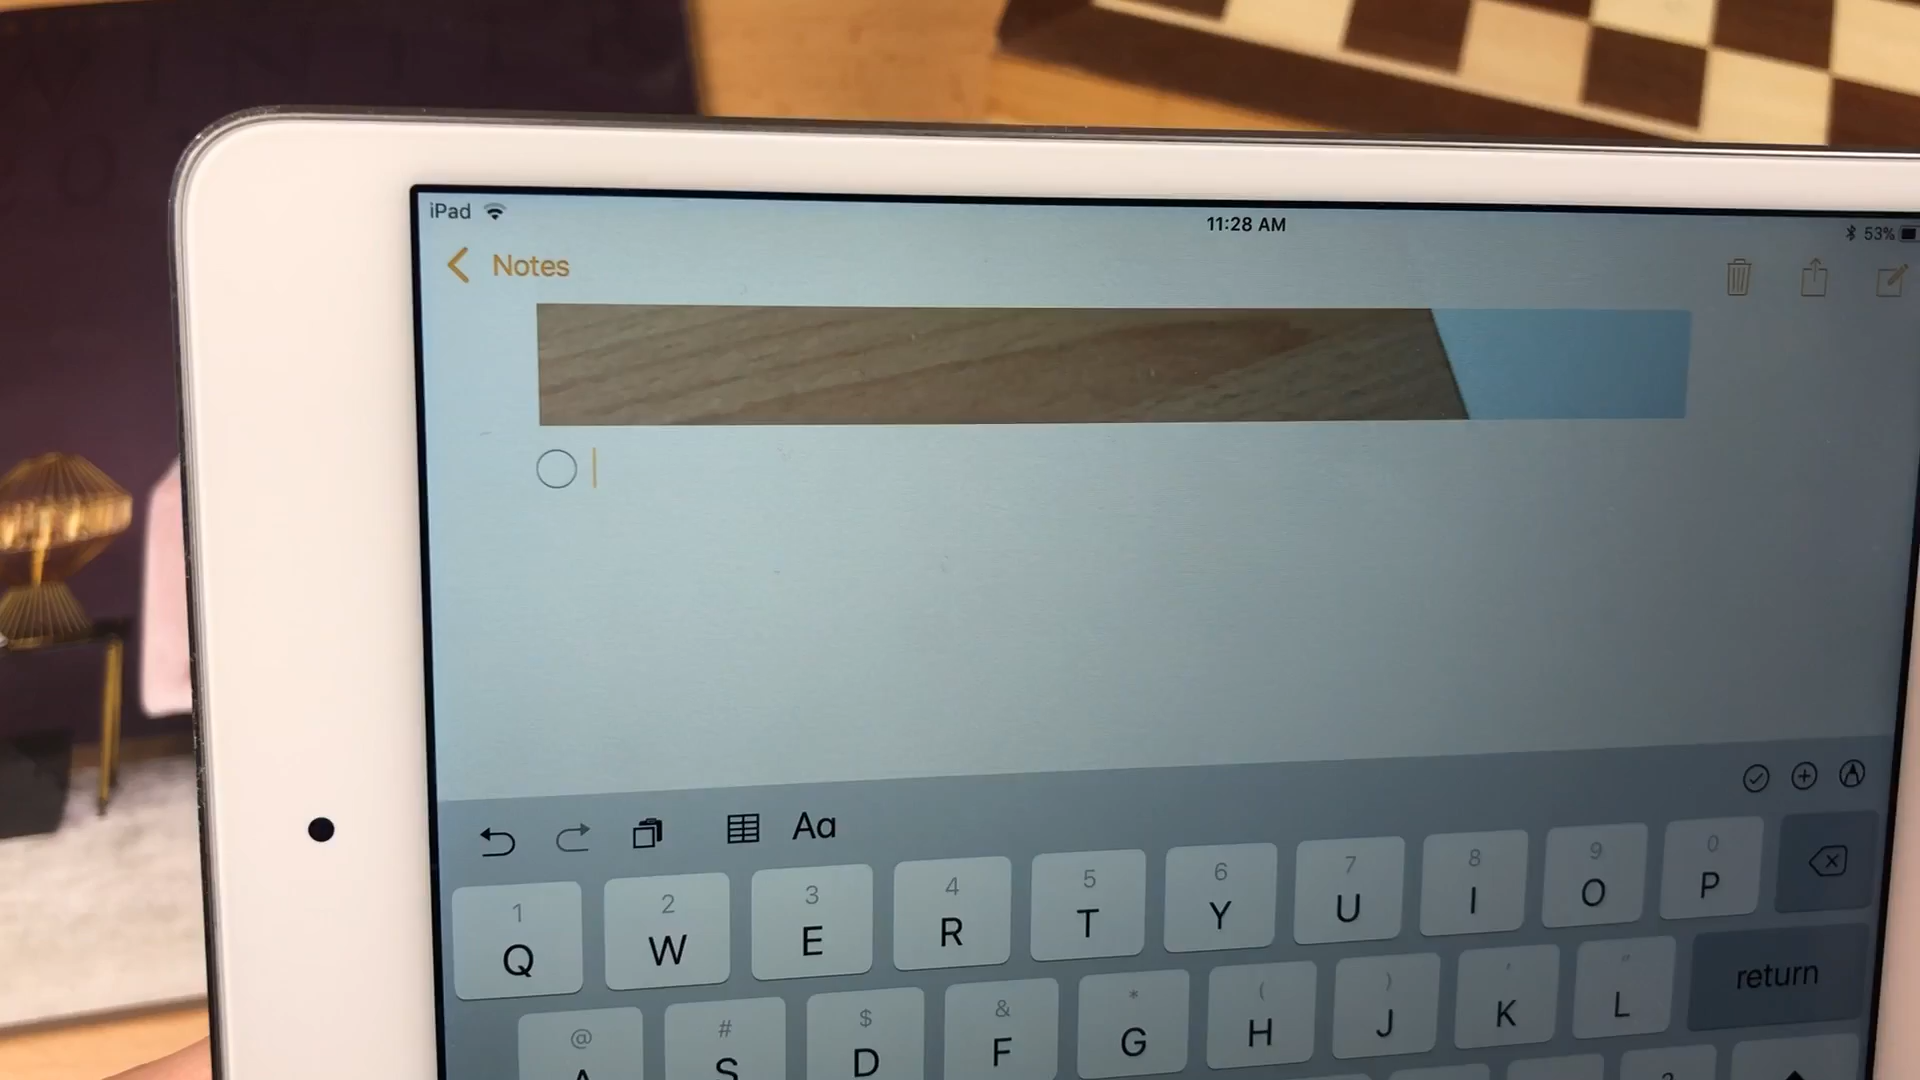 iPad
11:28 AM
53%
Notes
Aa
1 2 3 4 5 6 7 8 9 0
Q W E R T Y U I O P
@ # $ & * ( ) ' "
A S D F G H J K L return
?